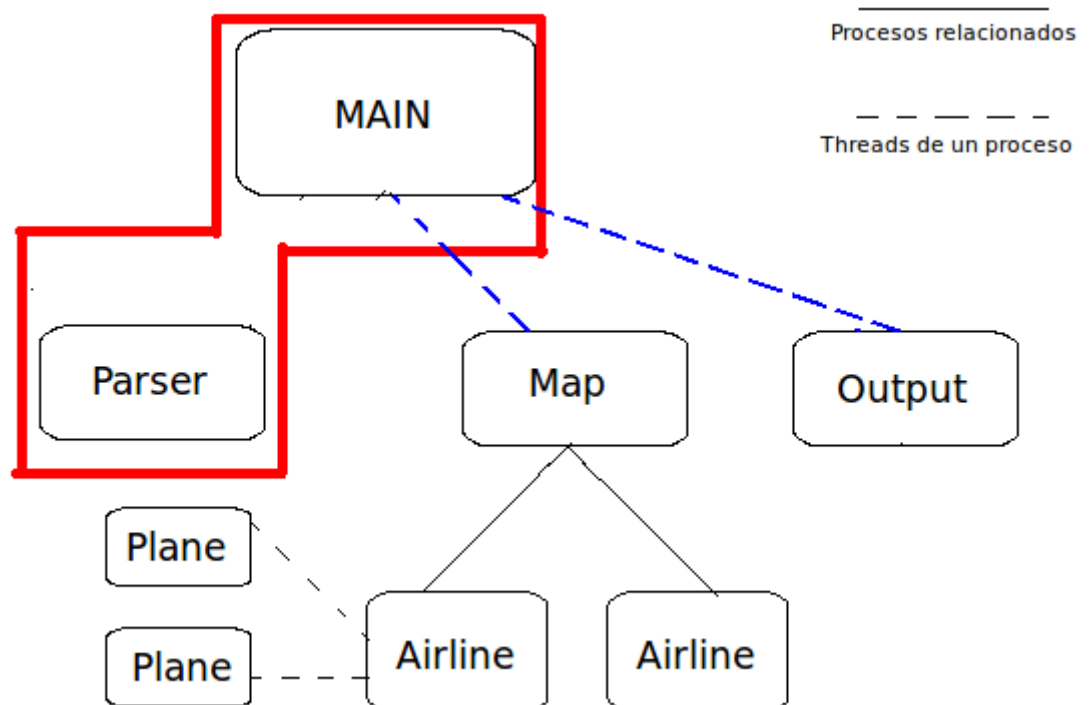 Procesos relacionados
MAIN
Threads de un proceso
Parser
Map
Output
Plane
Plane
Airline
Airline